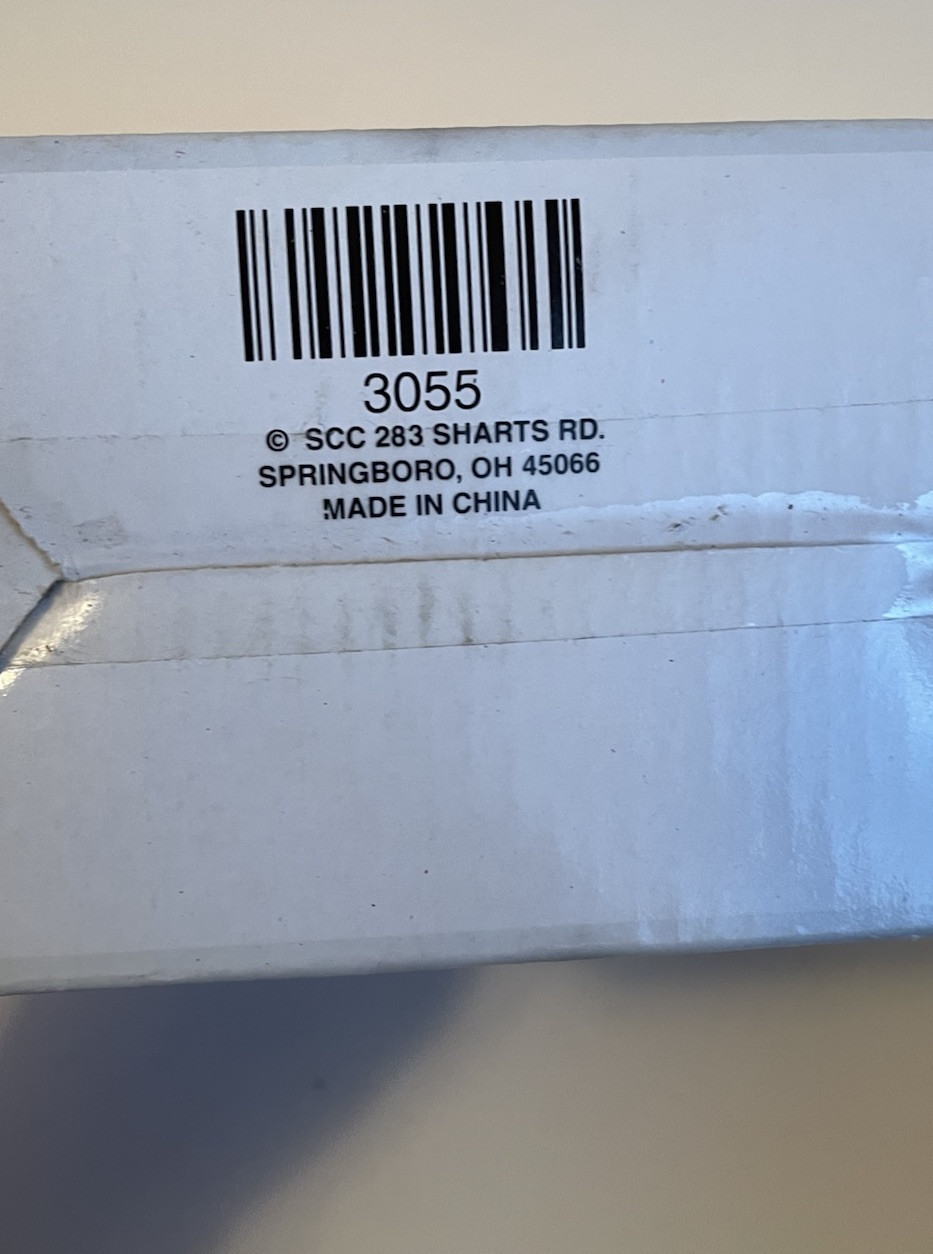 3055
© SCC 283 SHARTS RD.
SPRINGBORO, OH 45066
MADE IN CHINA